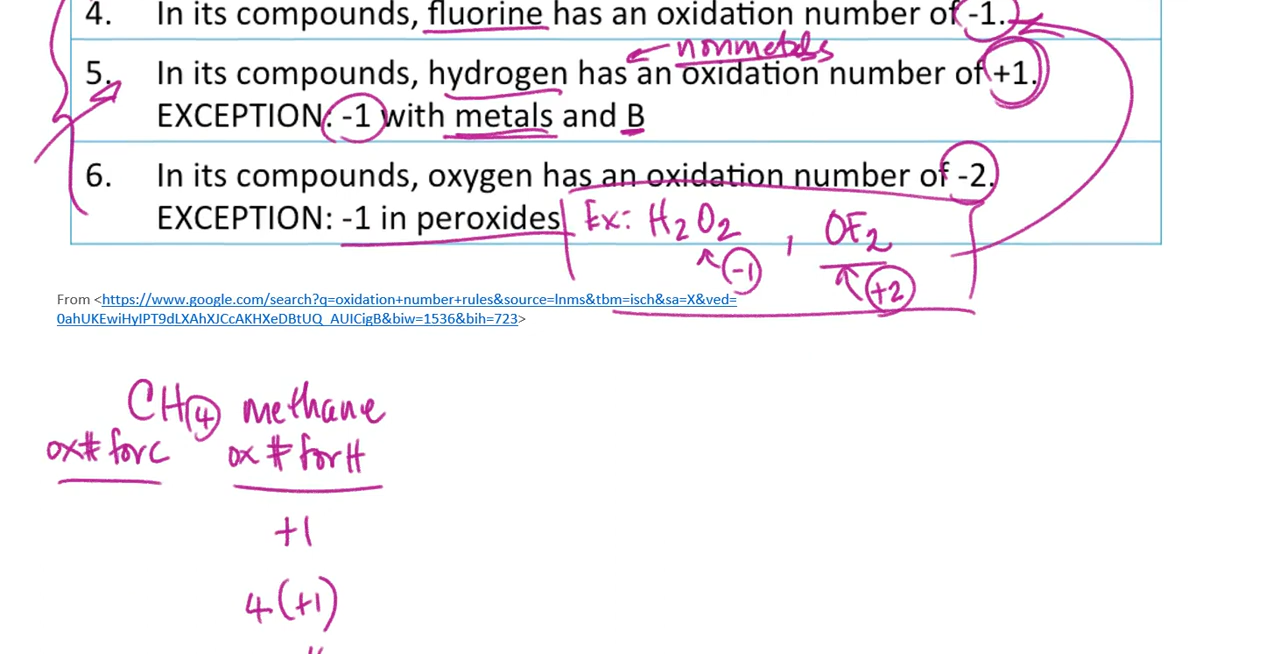 4. In its compounds, fluorine has an oxidation number of -1.
nonmetals
5. In its compounds, hydrogen has an oxidation number of +1.
EXCEPTION: -1 with metals and B
6. In its compounds, oxygen has an oxidation number of -2.
EXCEPTION: -1 in peroxides Ex: H2O2 , OF2
-1 +2
From <https://www.google.com/search?q=oxidation+number+rules&source=lnms&tbm=isch&sa=X&ved=
0ahUKEwiHyIPT9dLXAhXJCcAKHXeDBtUQ_AUICigB&biw=1536&bih=723>
CH4 methane
ox# for C ox # for H
+1
4(+1)